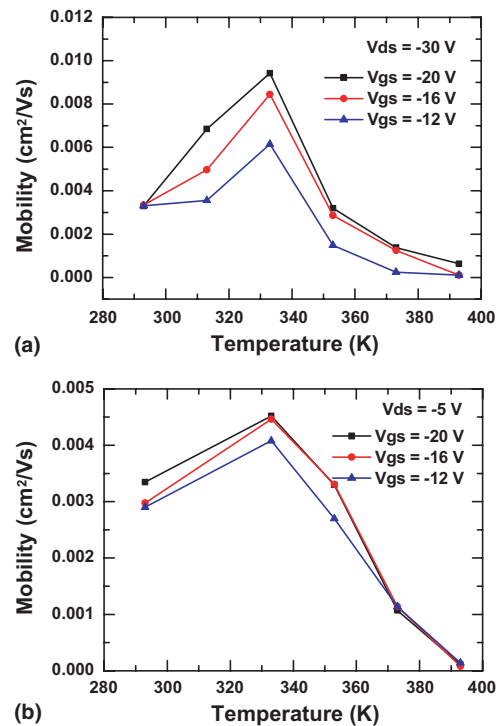 0.012
0.010
0.008
0.006
0.004
0.002
0.000
Mobility (cm²/Vs)
Vds = -30 V
Vgs = -20 V
Vgs = -16 V
Vgs = -12 V
280 300 320 340 360 380 400
(a) Temperature (K)
0.005
0.004
0.003
0.002
0.001
0.000
Mobility (cm²/Vs)
Vds = -5 V
Vgs = -20 V
Vgs = -16 V
Vgs = -12 V
280 300 320 340 360 380 400
(b) Temperature (K)